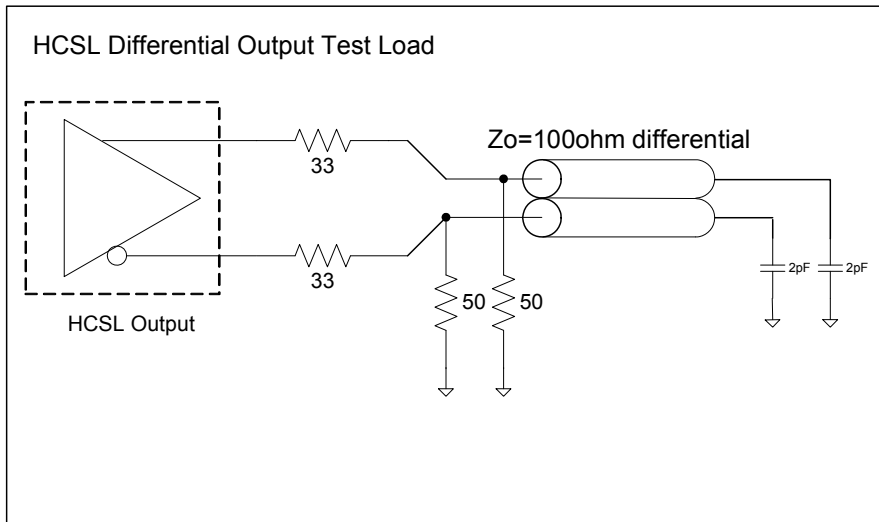 HCSL Differential Output Test Load
Zo=100ohm differential
33
33
2pF
2pF
50
50
HCSL Output